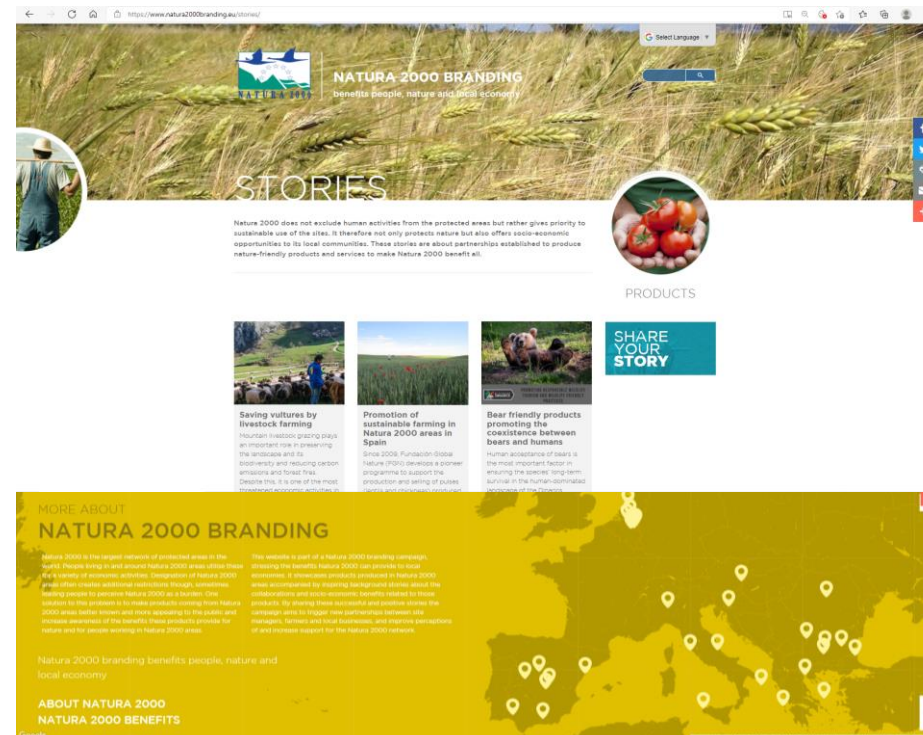 https://www.natura2000branding.eu/stories/
Select Language
NATURA 2000
NATURA 2000 BRANDING
benefits people, nature and local economy
STORIES
Natura 2000 does not exclude human activities from the protected areas but rather gives priority to
sustainable use of the sites. It therefore not only protects nature but also offers socio-economic
opportunities to its local communities. These stories are about partnerships established to produce
nature-friendly products and services to make Natura 2000 benefit all.
PRODUCTS
SHARE
YOUR
STORY
Saving vultures by
livestock farming
Mountain livestock grazing plays
an important role in preserving
the landscape and its
biodiversity and reducing carbon
emissions and forest fires.
Despite this, it is one of the most
threatened economic activities in
Promotion of
sustainable farming in
Natura 2000 areas in
Spain
Since 2008, Fundación Global
Nature (FGN) develops a pioneer
programme to support the
production and selling of pulses
(lentils and chickpeas) produced
Bear friendly products
promoting the
coexistence between
bears and humans
Human acceptance of bears is
the most important factor in
ensuring the species' long-term
survival in the human-dominated
landscape of the Dinaric
MORE ABOUT
NATURA 2000 BRANDING
Natura 2000 is the largest network of protected areas in the
world. People living in and around Natura 2000 areas utilise these
for a variety of economic activities. Designation of Natura 2000
areas often creates additional restrictions though, sometimes
leading people to perceive Natura 2000 as a burden. One
solution to this problem is to make products coming from Natura
2000 areas better known and more appealing to the public and
increase awareness of the benefits these products provide for
nature and for people working in Natura 2000 areas.
This website is part of a Natura 2000 branding campaign,
stressing the benefits Natura 2000 can provide to local
economies. It showcases products produced in Natura 2000
areas accompanied by inspiring background stories about the
collaborations and socio-economic benefits related to those
products. By sharing these successful and positive stories the
campaign aims to trigger new partnerships between site
managers, farmers and local businesses, and improve perceptions
of and increase support for the Natura 2000 network.
Natura 2000 branding benefits people, nature and
local economy
ABOUT NATURA 2000
NATURA 2000 BENEFITS
Google